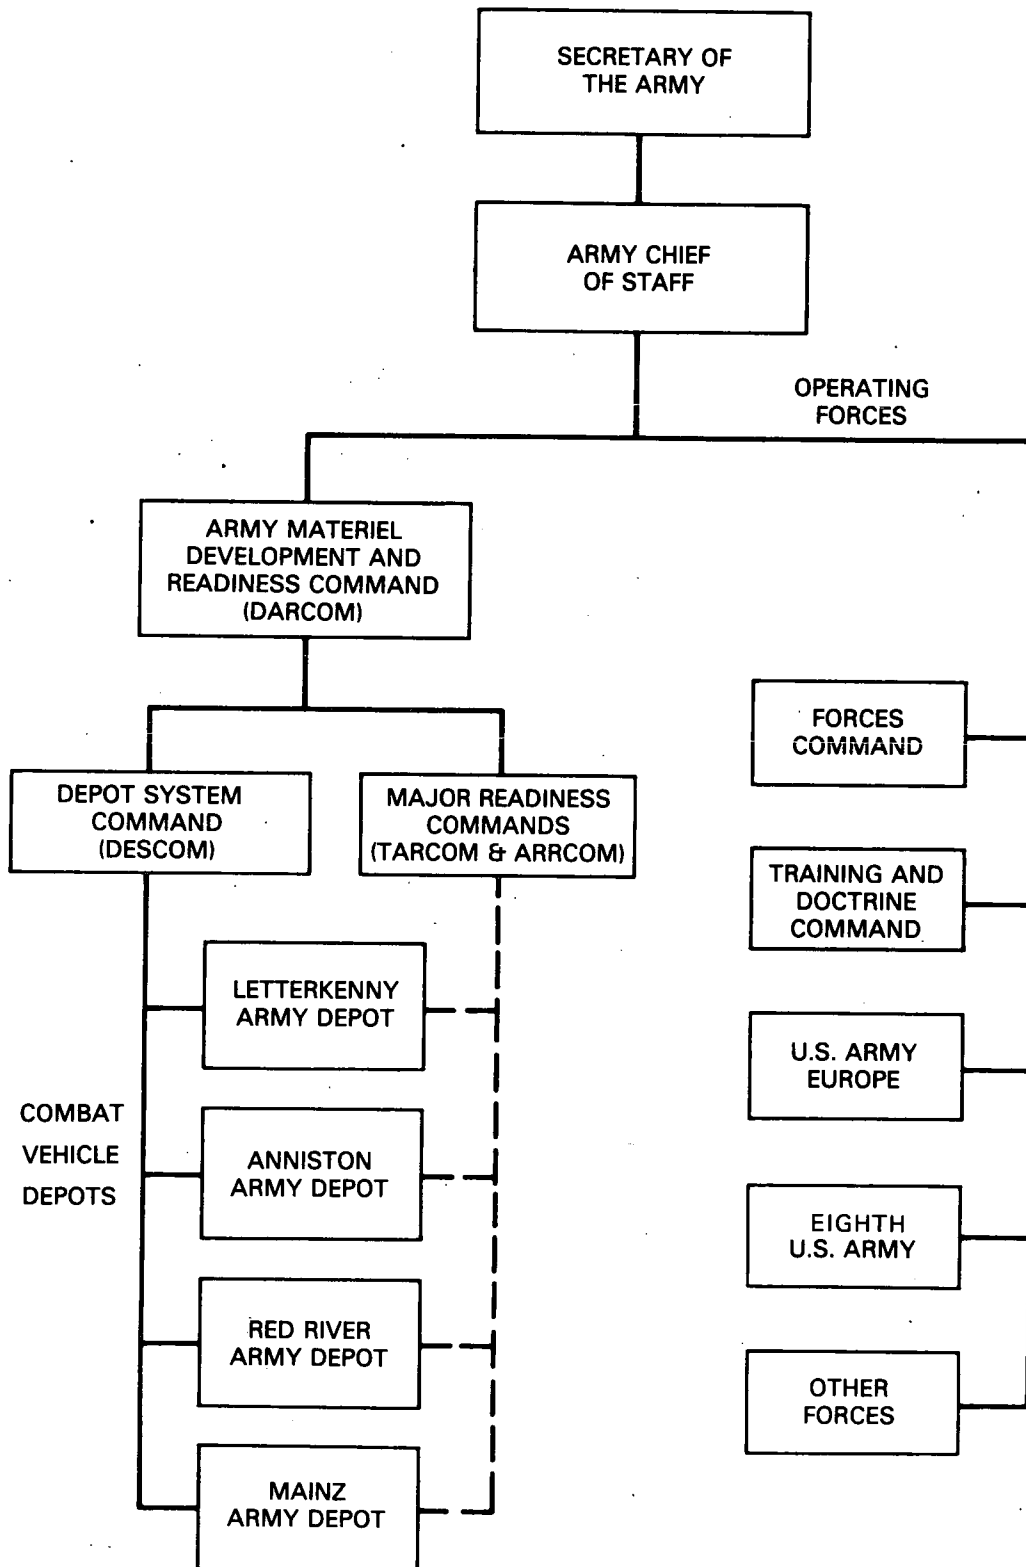 SECRETARY OF
THE ARMY
ARMY CHIEF
OF STAFF
OPERATING
FORCES
ARMY MATERIEL
DEVELOPMENT AND
READINESS COMMAND
(DARCOM)
DEPOT SYSTEM
COMMAND
(DESCOM)
MAJOR READINESS
COMMANDS
(TARCOM & ARRCOM)
COMBAT
VEHICLE
DEPOTS
LETTERKENNY
ARMY DEPOT
ANNISTON
ARMY DEPOT
RED RIVER
ARMY DEPOT
MAINZ
ARMY DEPOT
FORCES
COMMAND
TRAINING AND
DOCTRINE
COMMAND
U.S. ARMY
EUROPE
EIGHTH
U.S. ARMY
OTHER
FORCES